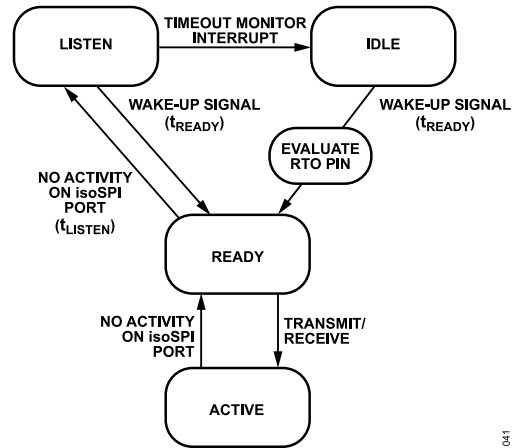 LISTEN
TIMEOUT MONITOR
INTERRUPT
IDLE
WAKE-UP SIGNAL
(tREADY)
WAKE-UP SIGNAL
(tREADY)
EVALUATE
RTO PIN
NO ACTIVITY
ON isoSPI
PORT
(tLISTEN)
READY
NO ACTIVITY
ON isoSPI
PORT
TRANSMIT/
RECEIVE
ACTIVE
041